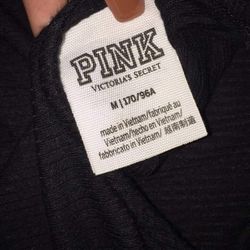 PINK
VICTORIA'S SECRET
M | 170/96A
made in Vietnam/fabriqué au
Vietnam/hecho en Vietnam/
fabbricato in Vietnam/ 越南制造